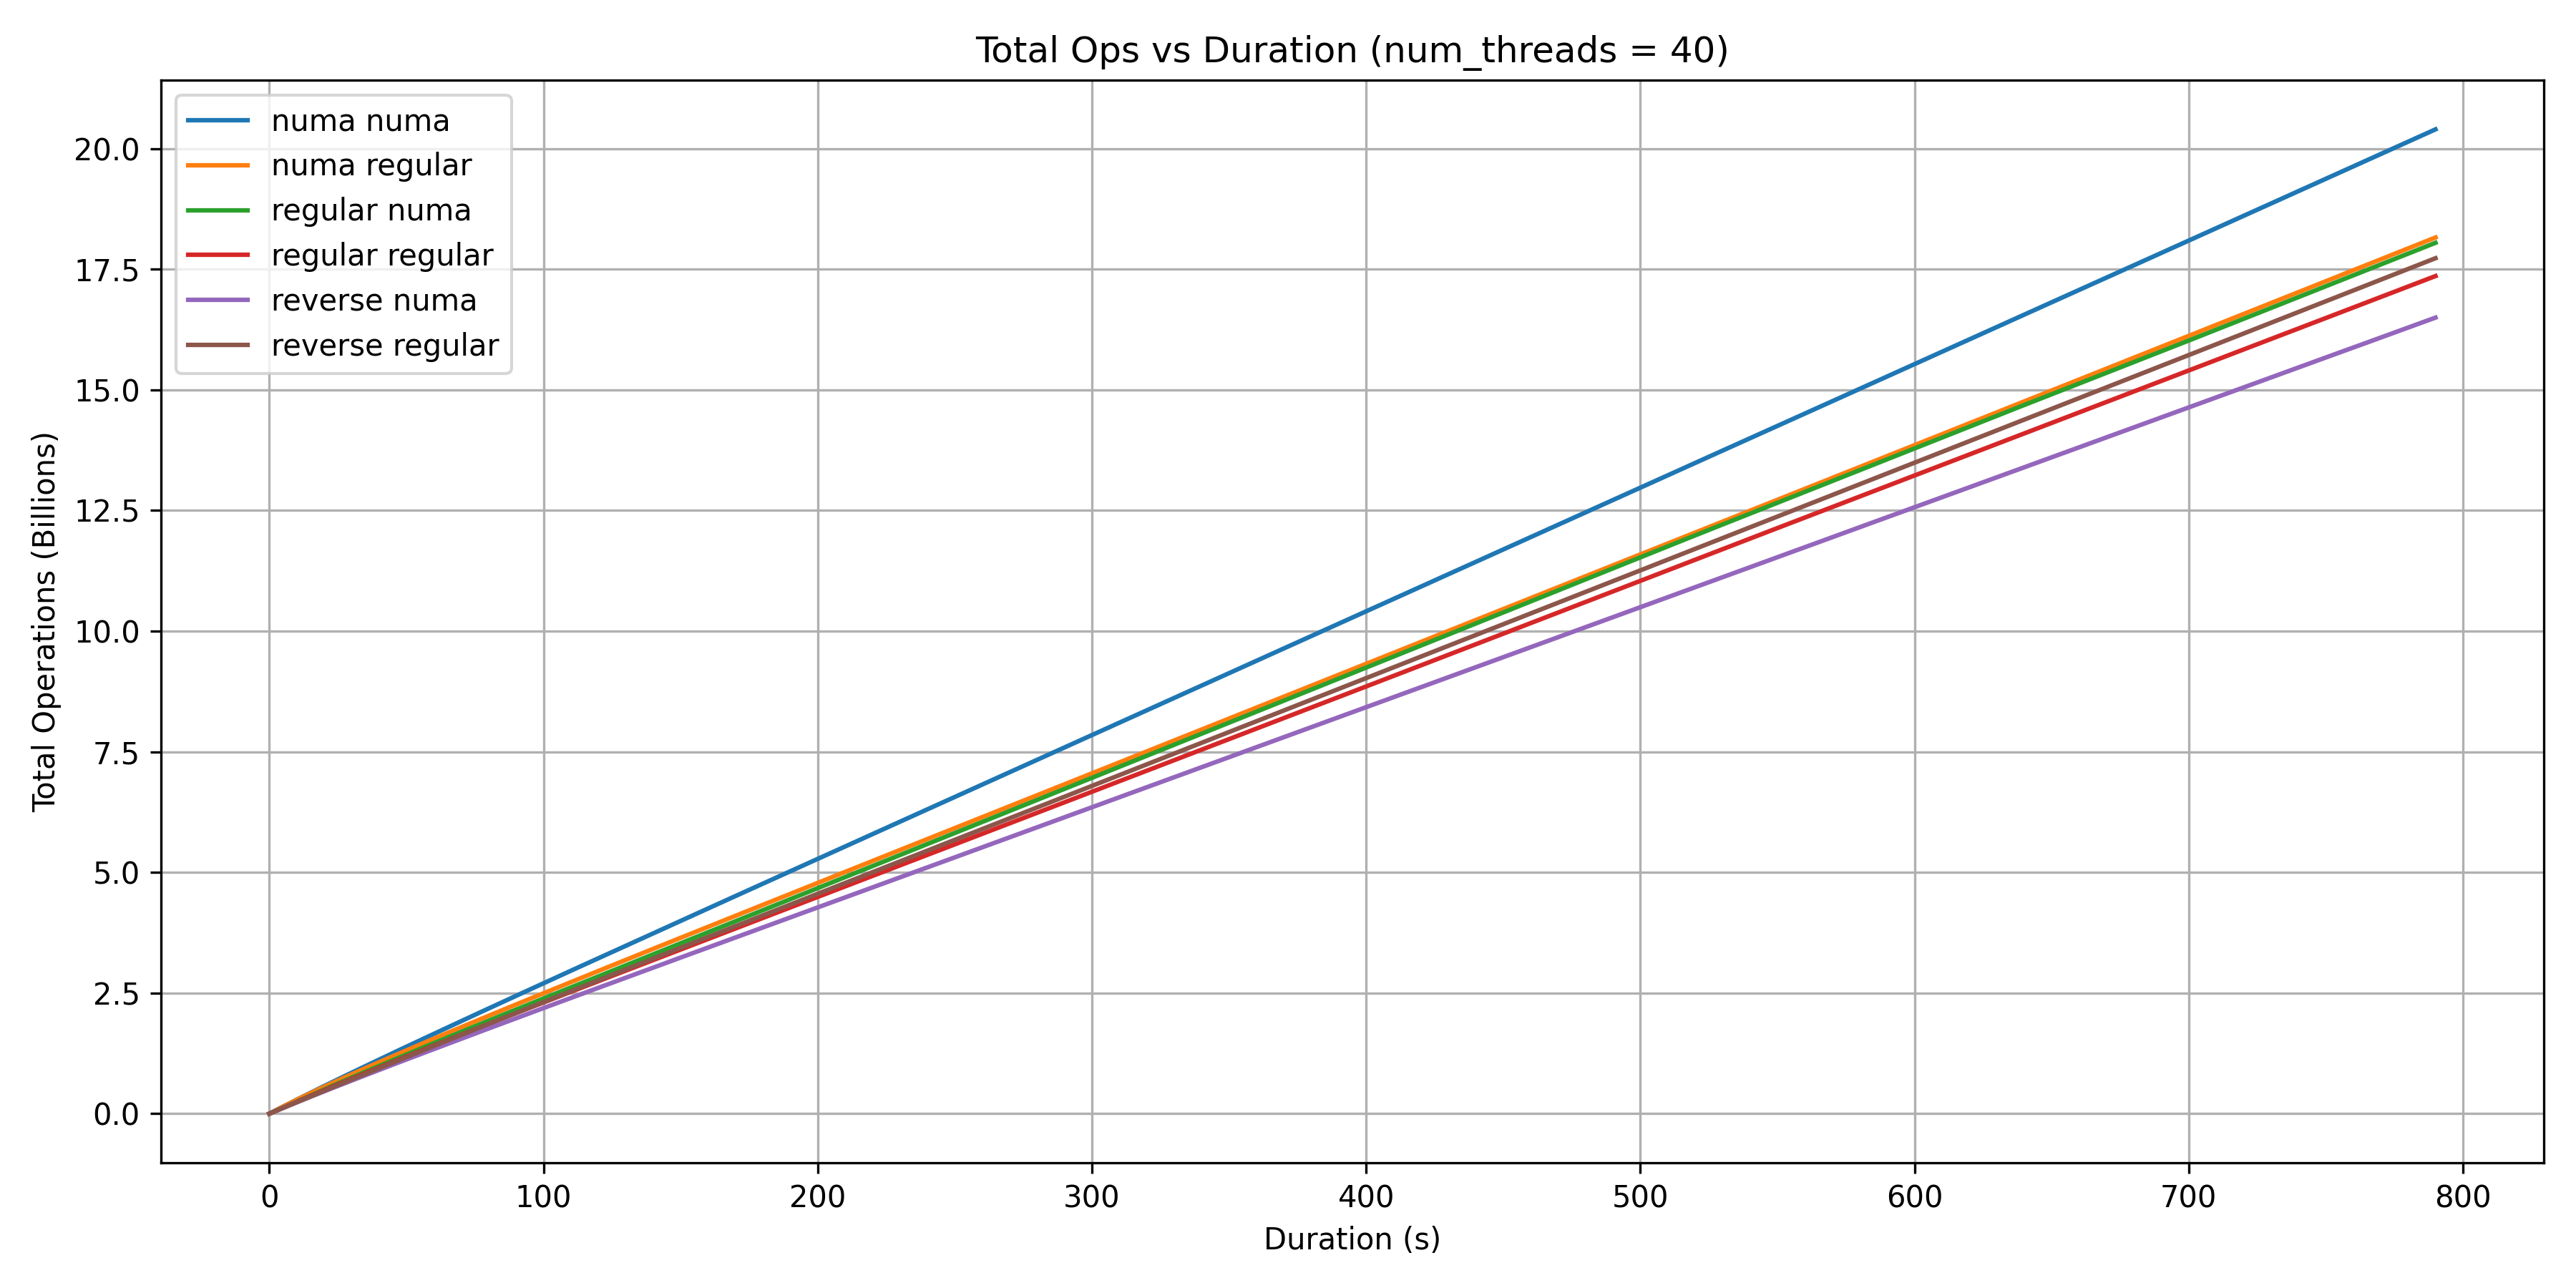 Total Ops vs Duration (num_threads = 40)
numa numa
numa regular
regular numa
regular regular
reverse numa
reverse regular
Total Operations (Billions)
20.0
17.5
15.0
12.5
10.0
7.5
5.0
2.5
0.0
0 100 200 300 400 500 600 700 800
Duration (s)